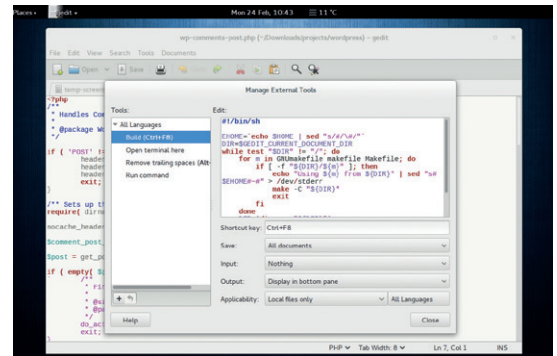 Places
gedit
Mon 24 Feb, 10:43
11 °C
wp-comments-post.php (~/Downloads/projects/wordpress) – gedit
File Edit View Search Tools Documents
Open Save
<?php
/**
* Handles Com
* @package Wo
*/
if ( 'POST' !=
header
header
header
exit;
}
/** Sets up th
require( dirn
nocache_header
$comment_post_
$post = get_po
if ( empty( $p
/**
*
* @
* @p
*/
do_act
exit;
Manage External Tools
Tools:
All Languages
Build (Ctrl+F8)
Open terminal here
Remove trailing spaces (Alt+
Run command
Edit:
#!/bin/sh
EHOME=`echo $HOME | sed "s/#/\#/"`
DIR=$GEDIT_CURRENT_DOCUMENT_DIR
while test "$DIR" != "/"; do
for m in GNUmakefile makefile Makefile; do
if [ -f "${DIR}/${m}" ]; then
echo "Using ${m} from ${DIR}" | sed "s#
$EHOME#~#" > /dev/stderr
make -C "${DIR}"
exit
fi
done
Shortcut key: Ctrl+F8
Save: All documents
Input: Nothing
Output: Display in bottom pane
Applicability: Local files only All Languages
Help
Close
PHP Tab Width: 8 Ln 7, Col 1 INS